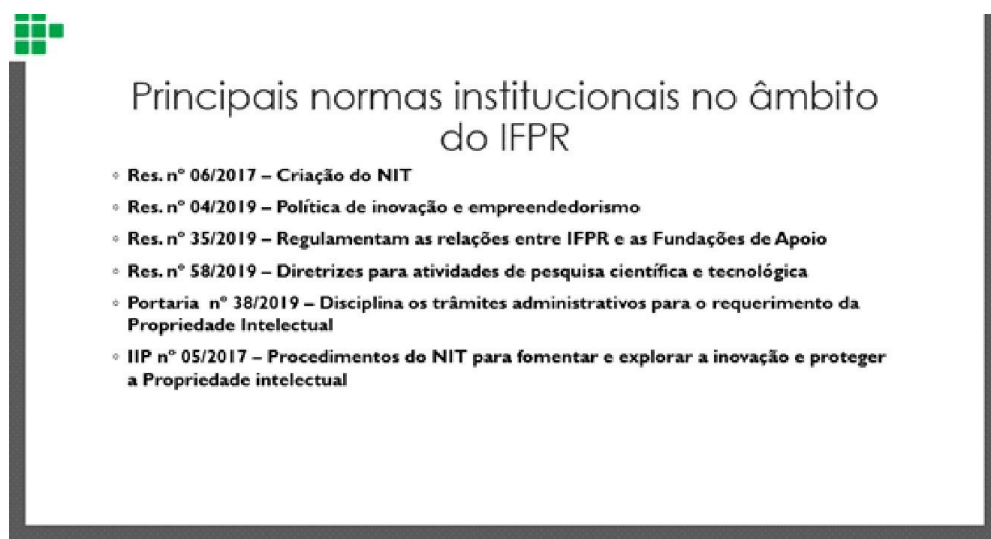 Principais normas institucionais no âmbito
do IFPR
◦ Res. nº 06/2017 – Criação do NIT
◦ Res. nº 04/2019 – Política de inovação e empreendedorismo
◦ Res. nº 35/2019 – Regulamentam as relações entre IFPR e as Fundações de Apoio
◦ Res. nº 58/2019 – Diretrizes para atividades de pesquisa científica e tecnológica
◦ Portaria nº 38/2019 – Disciplina os trâmites administrativos para o requerimento da
Propriedade Intelectual
◦ IIP nº 05/2017 – Procedimentos do NIT para fomentar e explorar a inovação e proteger
a Propriedade intelectual